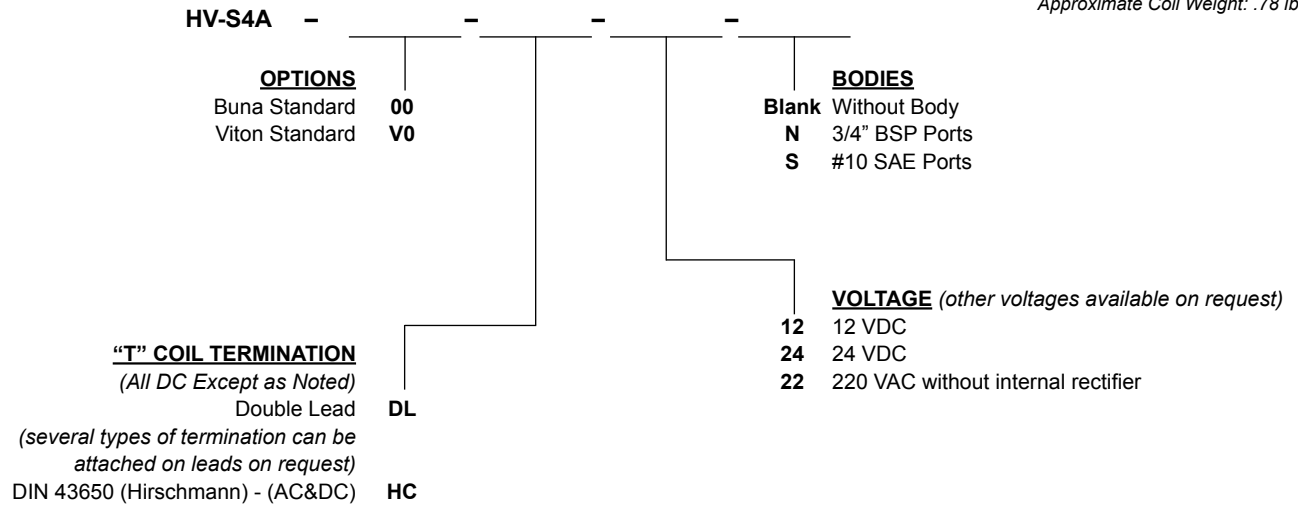 Approximate Coil Weight: .78 lb
HV-S4A – – – –
OPTIONS
Buna Standard 00
Viton Standard V0
BODIES
Blank Without Body
N 3/4” BSP Ports
S #10 SAE Ports
VOLTAGE (other voltages available on request)
12 12 VDC
24 24 VDC
22 220 VAC without internal rectifier
“T” COIL TERMINATION
(All DC Except as Noted)
Double Lead DL
(several types of termination can be
attached on leads on request)
DIN 43650 (Hirschmann) - (AC&DC) HC